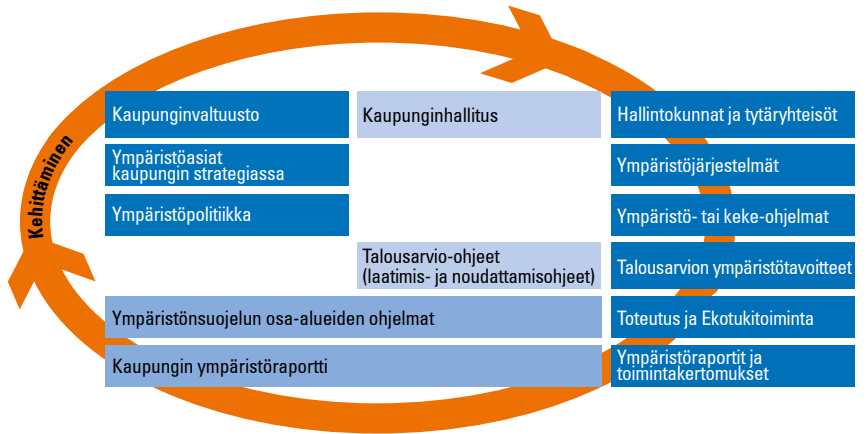 Kehittäminen
Kaupunginvaltuusto
Kaupunginhallitus
Hallintokunnat ja tytäryhteisöt
Ympäristöasiat
kaupungin strategiassa
Ympäristöjärjestelmät
Ympäristöpolitiikka
Ympäristö- tai keke-ohjelmat
Talousarvio-ohjeet
(laatimis- ja noudattamisohjeet)
Talousarvion ympäristötavoitteet
Ympäristönsuojelun osa-alueiden ohjelmat
Toteutus ja Ekotukitoiminta
Kaupungin ympäristöraportti
Ympäristöraportit ja
toimintakertomukset